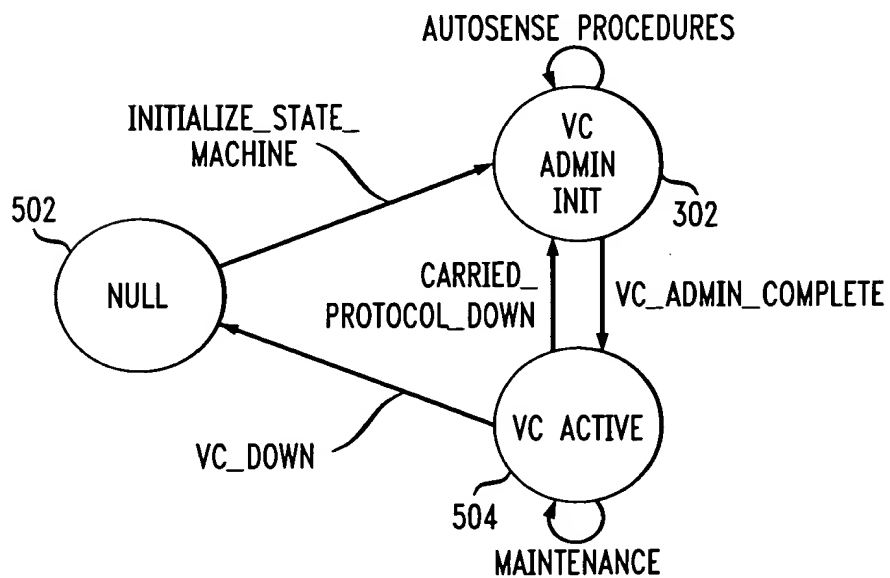 AUTOSENSE PROCEDURES
INITIALIZE_STATE_
MACHINE
VC
ADMIN
INIT
502
302
NULL
CARRIED_
PROTOCOL_DOWN
VC_ADMIN_COMPLETE
VC ACTIVE
VC_DOWN
504
MAINTENANCE